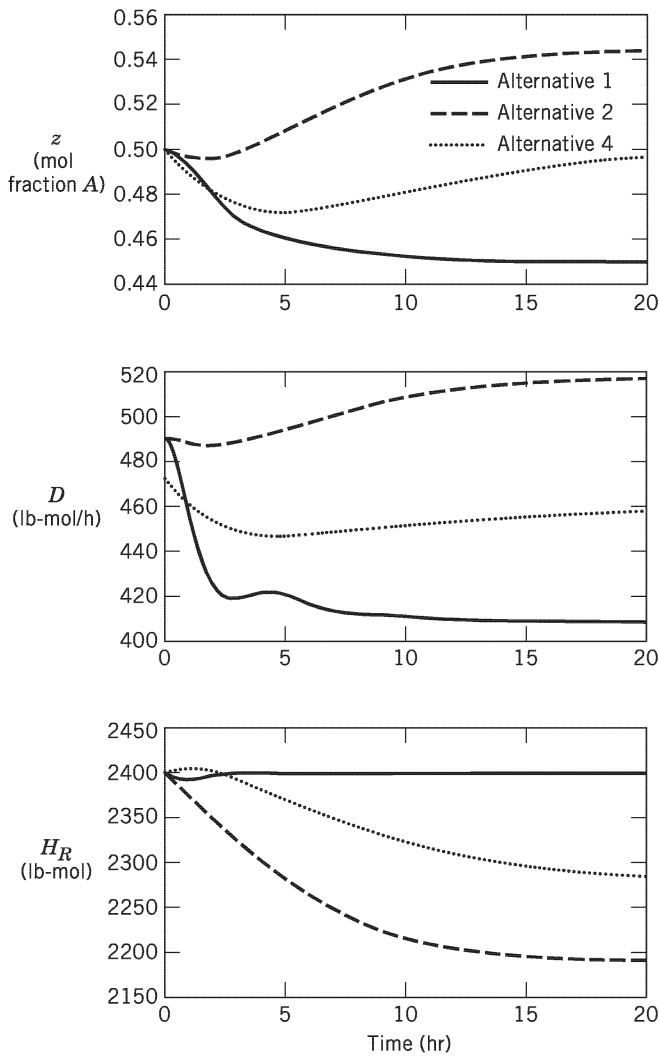 0.56
0.54
0.52
0.50
0.48
0.46
0.44
z
(mol
fraction A)
Alternative 1
Alternative 2
Alternative 4
0 5 10 15 20
520
500
480
460
440
420
400
D
(lb-mol/h)
0 5 10 15 20
2450
2400
2350
2300
2250
2200
2150
H_R
(lb-mol)
0 5 10 15 20
Time (hr)